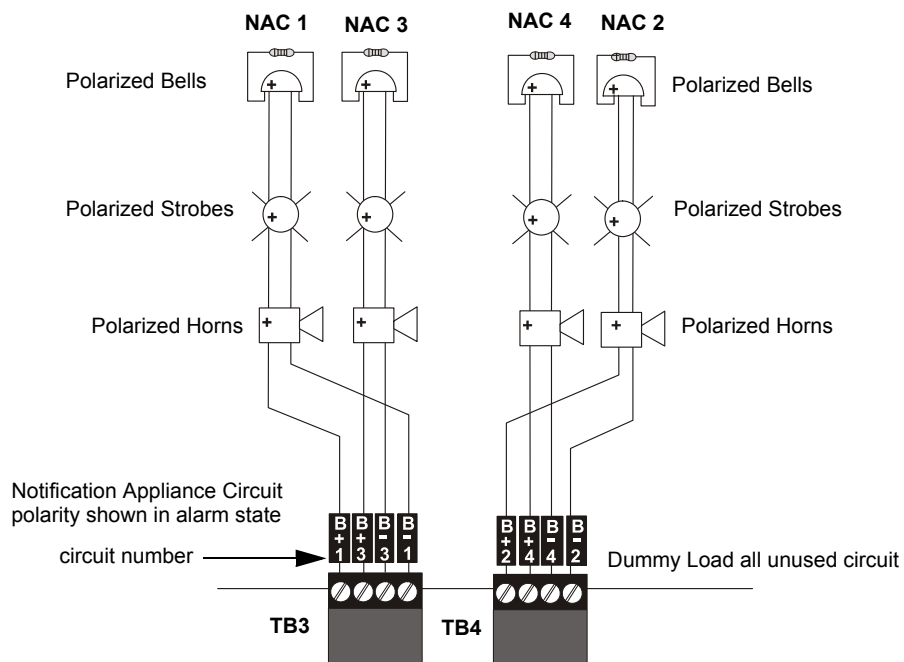 NAC 1
NAC 3
NAC 4
NAC 2
Polarized Bells
+
+
+
+
Polarized Bells
Polarized Strobes
+
+
+
+
Polarized Strobes
Polarized Horns
+
+
+
+
Polarized Horns
Notification Appliance Circuit
polarity shown in alarm state
circuit number
B+1
B+3
B-3
B-1
B+2
B+4
B-4
B-2
Dummy Load all unused circuit
TB3
TB4